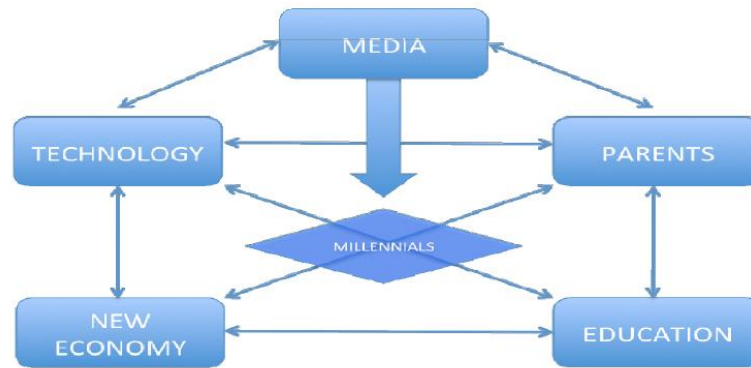 MEDIA
TECHNOLOGY
PARENTS
MILLENNIALS
NEW
ECONOMY
EDUCATION